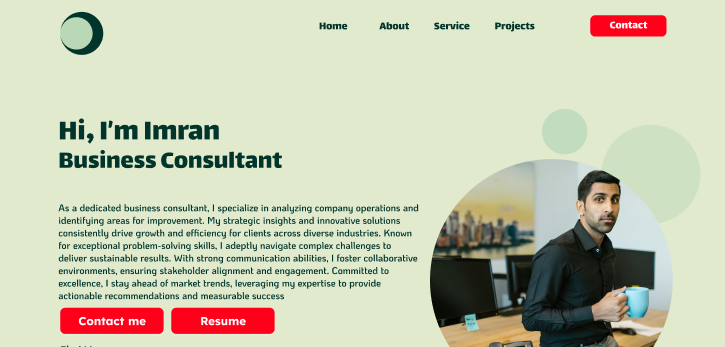 Home About Service Projects Contact
Hi, I'm Imran
Business Consultant
As a dedicated business consultant, I specialize in analyzing company operations and
identifying areas for improvement. My strategic insights and innovative solutions
consistently drive growth and efficiency for clients across diverse industries. Known
for exceptional problem-solving skills, I adeptly navigate complex challenges to
deliver sustainable results. With strong communication abilities, I foster collaborative
environments, ensuring stakeholder alignment and engagement. Committed to
excellence, I stay ahead of market trends, leveraging my expertise to provide
actionable recommendations and measurable success
Contact me Resume